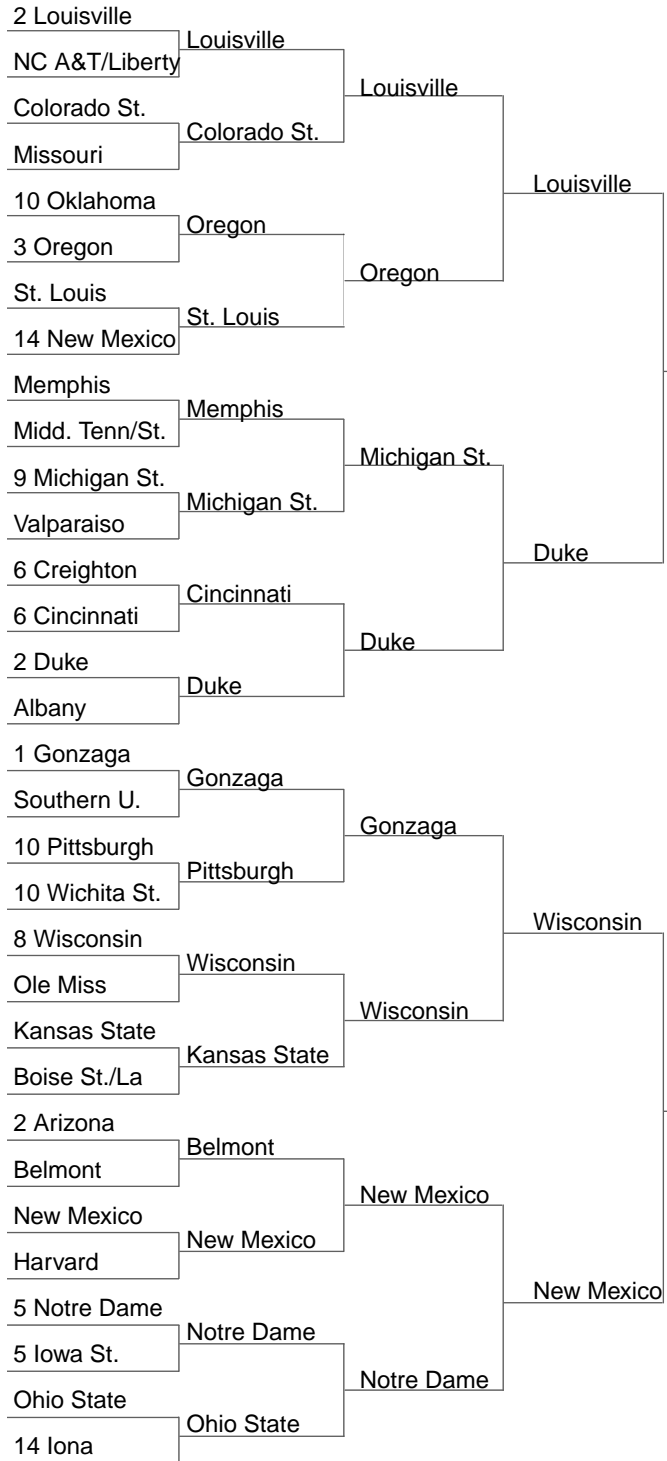 2 Louisville
NC A&T/Liberty
Colorado St.
Missouri
10 Oklahoma
3 Oregon
St. Louis
14 New Mexico
Memphis
Midd. Tenn/St.
9 Michigan St.
Valparaiso
6 Creighton
6 Cincinnati
2 Duke
Albany
1 Gonzaga
Southern U.
10 Pittsburgh
10 Wichita St.
8 Wisconsin
Ole Miss
Kansas State
Boise St./La
2 Arizona
Belmont
New Mexico
Harvard
5 Notre Dame
5 Iowa St.
Ohio State
14 Iona
Louisville
Colorado St.
Oregon
St. Louis
Memphis
Michigan St.
Cincinnati
Duke
Gonzaga
Pittsburgh
Wisconsin
Kansas State
Belmont
New Mexico
Notre Dame
Ohio State
Louisville
Oregon
Michigan St.
Duke
Gonzaga
Wisconsin
New Mexico
Notre Dame
Louisville
Duke
Wisconsin
New Mexico